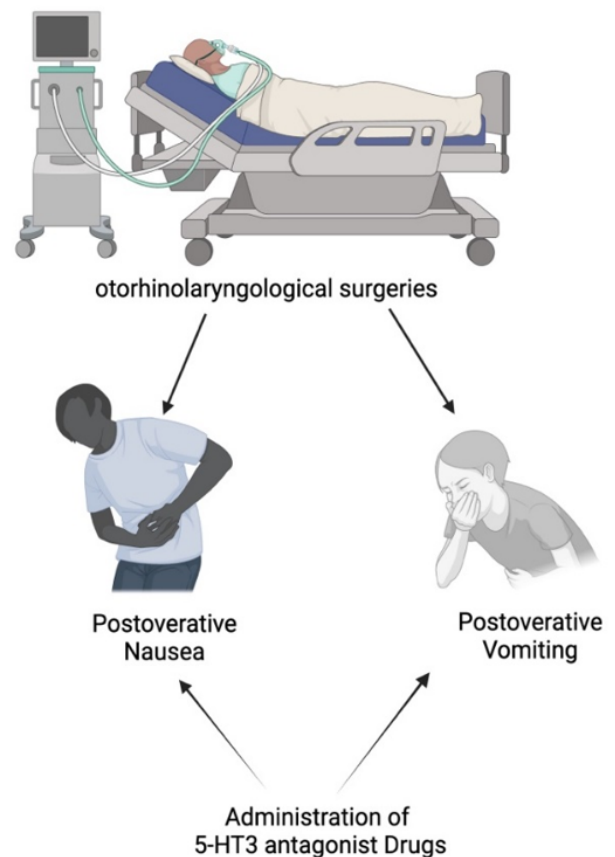 otorhinolaryngological surgeries
Postoverative
Nausea
Postoverative
Vomiting
Administration of
5-HT3 antagonist Drugs